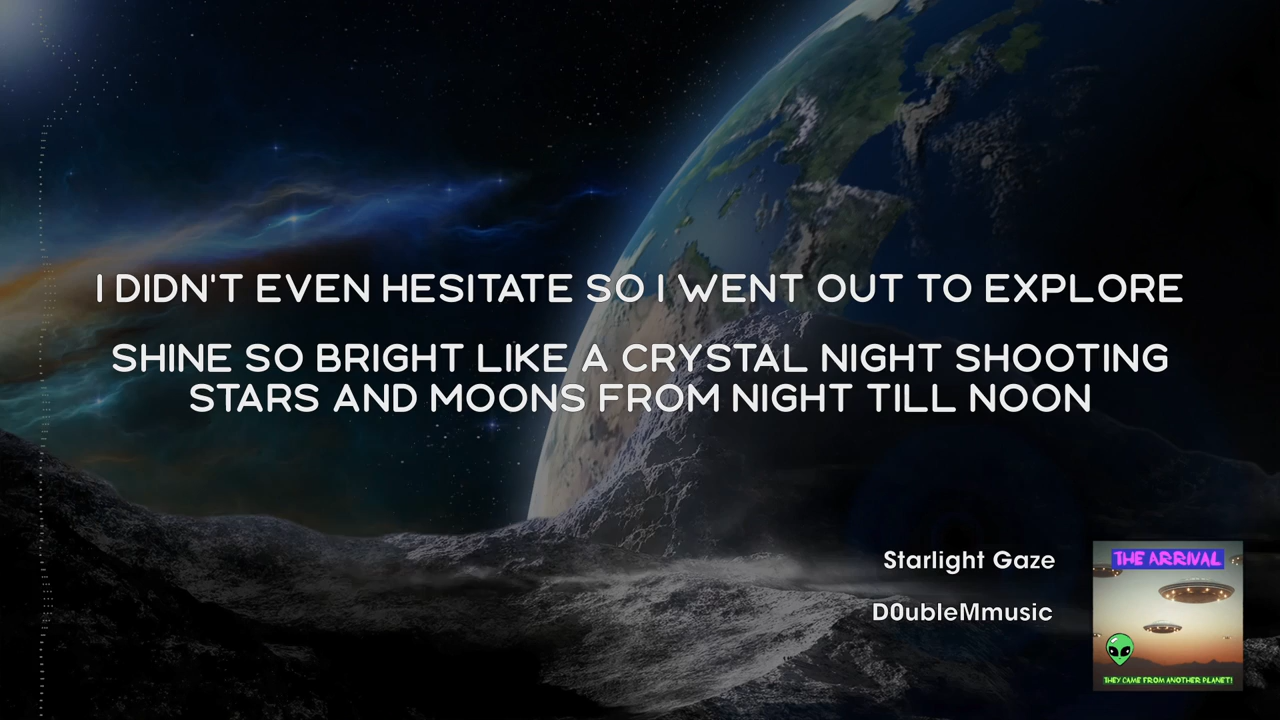 I DIDN'T EVEN HESITATE SO I WENT OUT TO EXPLORE
SHINE SO BRIGHT LIKE A CRYSTAL NIGHT SHOOTING
STARS AND MOONS FROM NIGHT TILL NOON
Starlight Gaze
D0ubleMmusic
THE ARRIVAL
THEY CAME FROM ANOTHER PLANET!